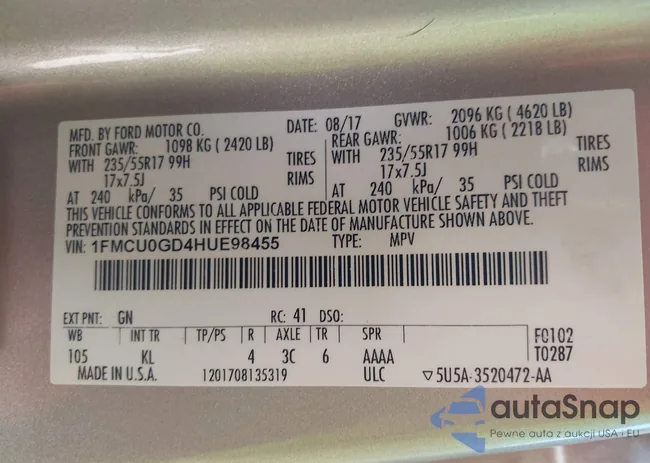 MFD. BY FORD MOTOR CO. DATE: 08/17 GVWR: 2096 KG ( 4620 LB)
FRONT GAWR: 1098 KG ( 2420 LB) REAR GAWR: 1006 KG ( 2218 LB)
WITH 235/55R17 99H TIRES WITH 235/55R17 99H TIRES
17x7.5J RIMS 17x7.5J RIMS
AT 240 kPa/ 35 PSI COLD AT 240 kPa/ 35 PSI COLD
THIS VEHICLE CONFORMS TO ALL APPLICABLE FEDERAL MOTOR VEHICLE SAFETY AND THEFT
PREVENTION STANDARDS IN EFFECT ON THE DATE OF MANUFACTURE SHOWN ABOVE.
VIN: 1FMCU0GD4HUE98455 TYPE: MPV
EXT PNT: GN RC: 41 DSO:
WB INT TR TP/PS R AXLE TR SPR F0102
105 KL 4 3C 6 AAAA T0287
MADE IN U.S.A. 1201708135319 ULC ▽5U5A-3520472-AA
autaSnap
Pewne auta z aukcji USA i EU